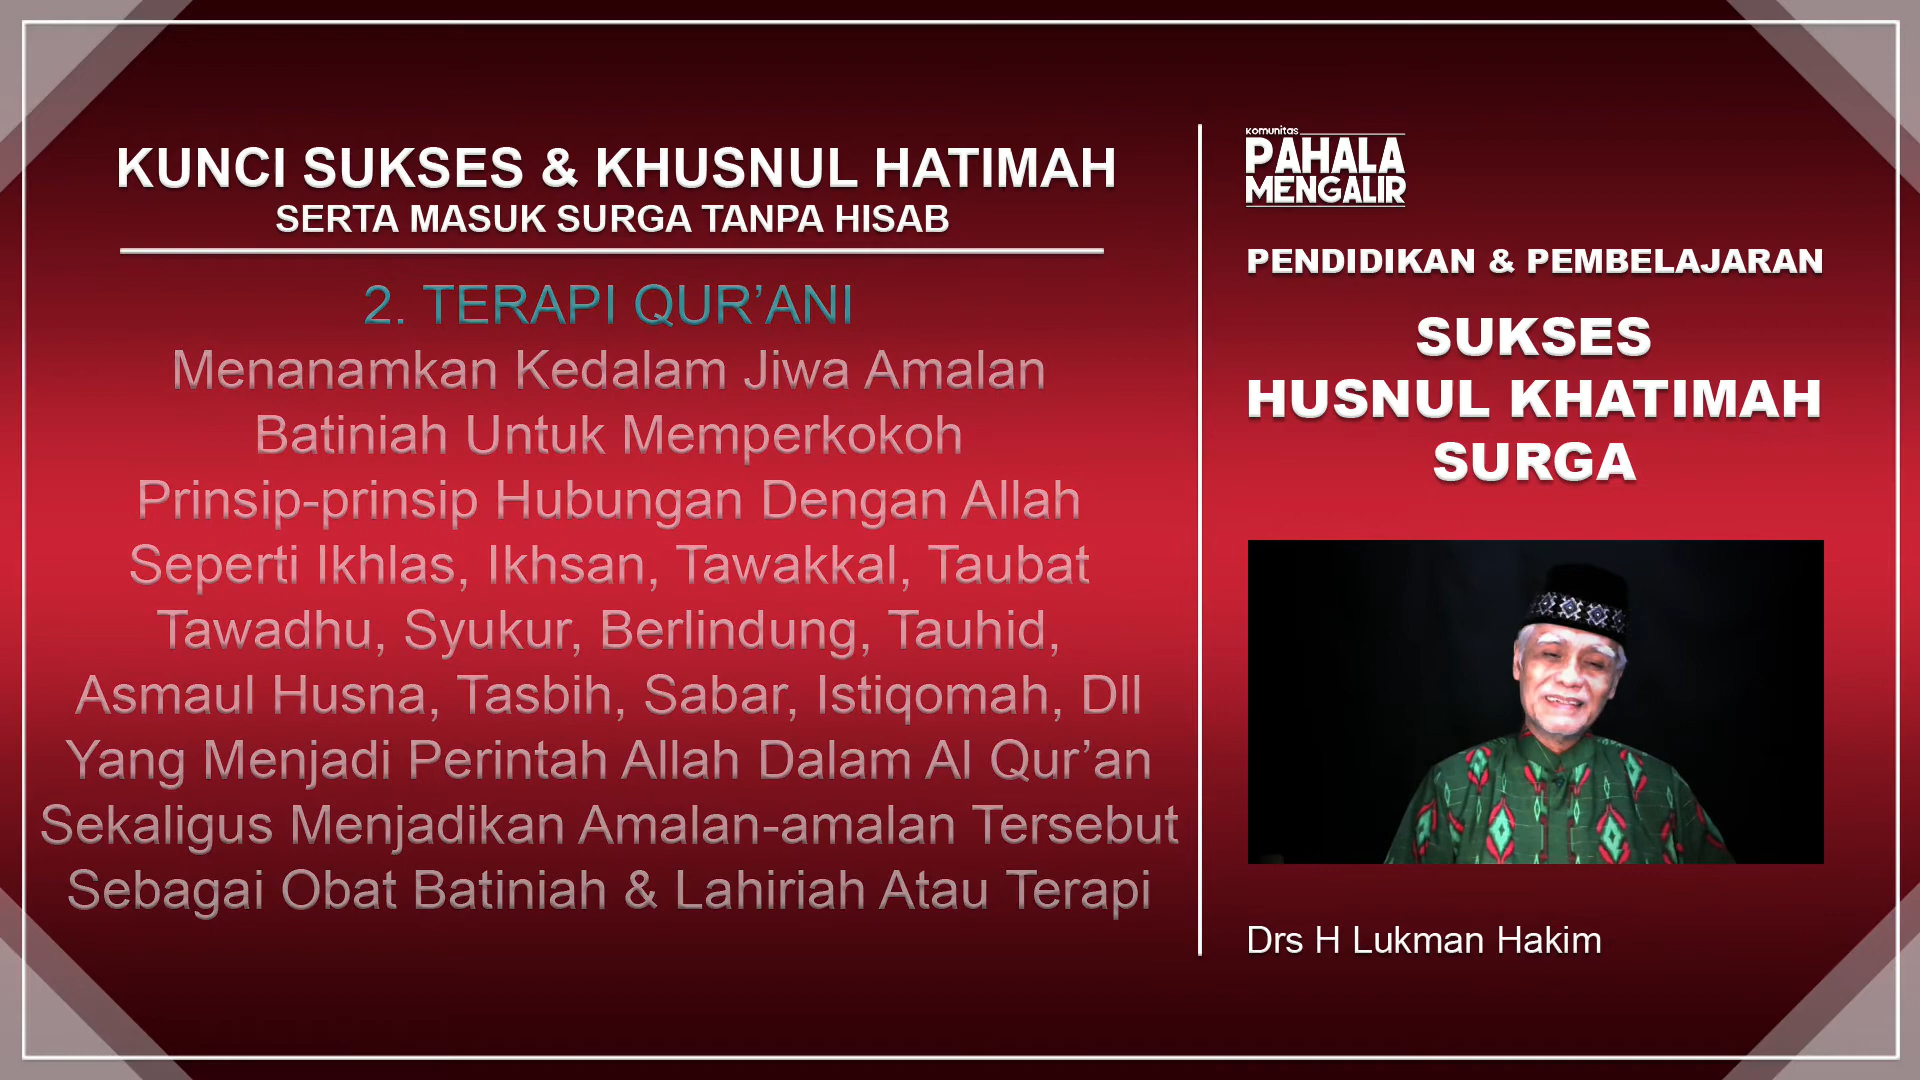 KUNCI SUKSES & KHUSNUL HATIMAH
SERTA MASUK SURGA TANPA HISAB
2. TERAPI QUR’ANI
Menanamkan Kedalam Jiwa Amalan
Batiniah Untuk Memperkokoh
Prinsip-prinsip Hubungan Dengan Allah
Seperti Ikhlas, Ikhsan, Tawakkal, Taubat
Tawadhu, Syukur, Berlindung, Tauhid,
Asmaul Husna, Tasbih, Sabar, Istiqomah, Dll
Yang Menjadi Perintah Allah Dalam Al Qur’an
Sekaligus Menjadikan Amalan-amalan Tersebut
Sebagai Obat Batiniah & Lahiriah Atau Terapi
Komunitas
PAHALA
MENGALIR
PENDIDIKAN & PEMBELAJARAN
SUKSES
HUSNUL KHATIMAH
SURGA
Drs H Lukman Hakim